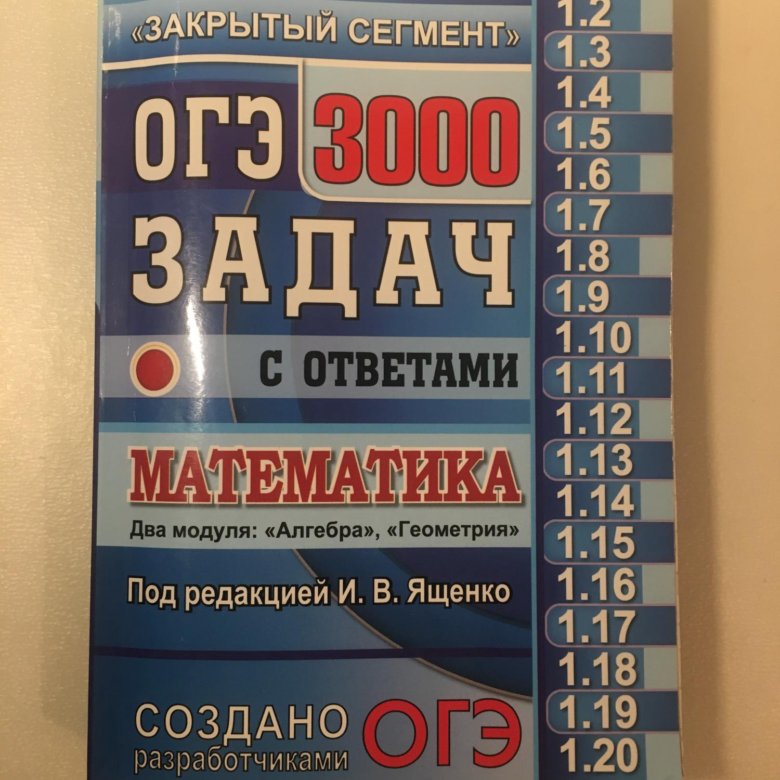 «ЗАКРЫТЫЙ СЕГМЕНТ»
ОГЭ 3000
ЗАДАЧ
С ОТВЕТАМИ
МАТЕМАТИКА
Два модуля: «Алгебра», «Геометрия»
Под редакцией И. В. Ященко
СОЗДАНО
разработчиками
ОГЭ
1.2
1.3
1.4
1.5
1.6
1.7
1.8
1.9
1.10
1.11
1.12
1.13
1.14
1.15
1.16
1.17
1.18
1.19
1.20